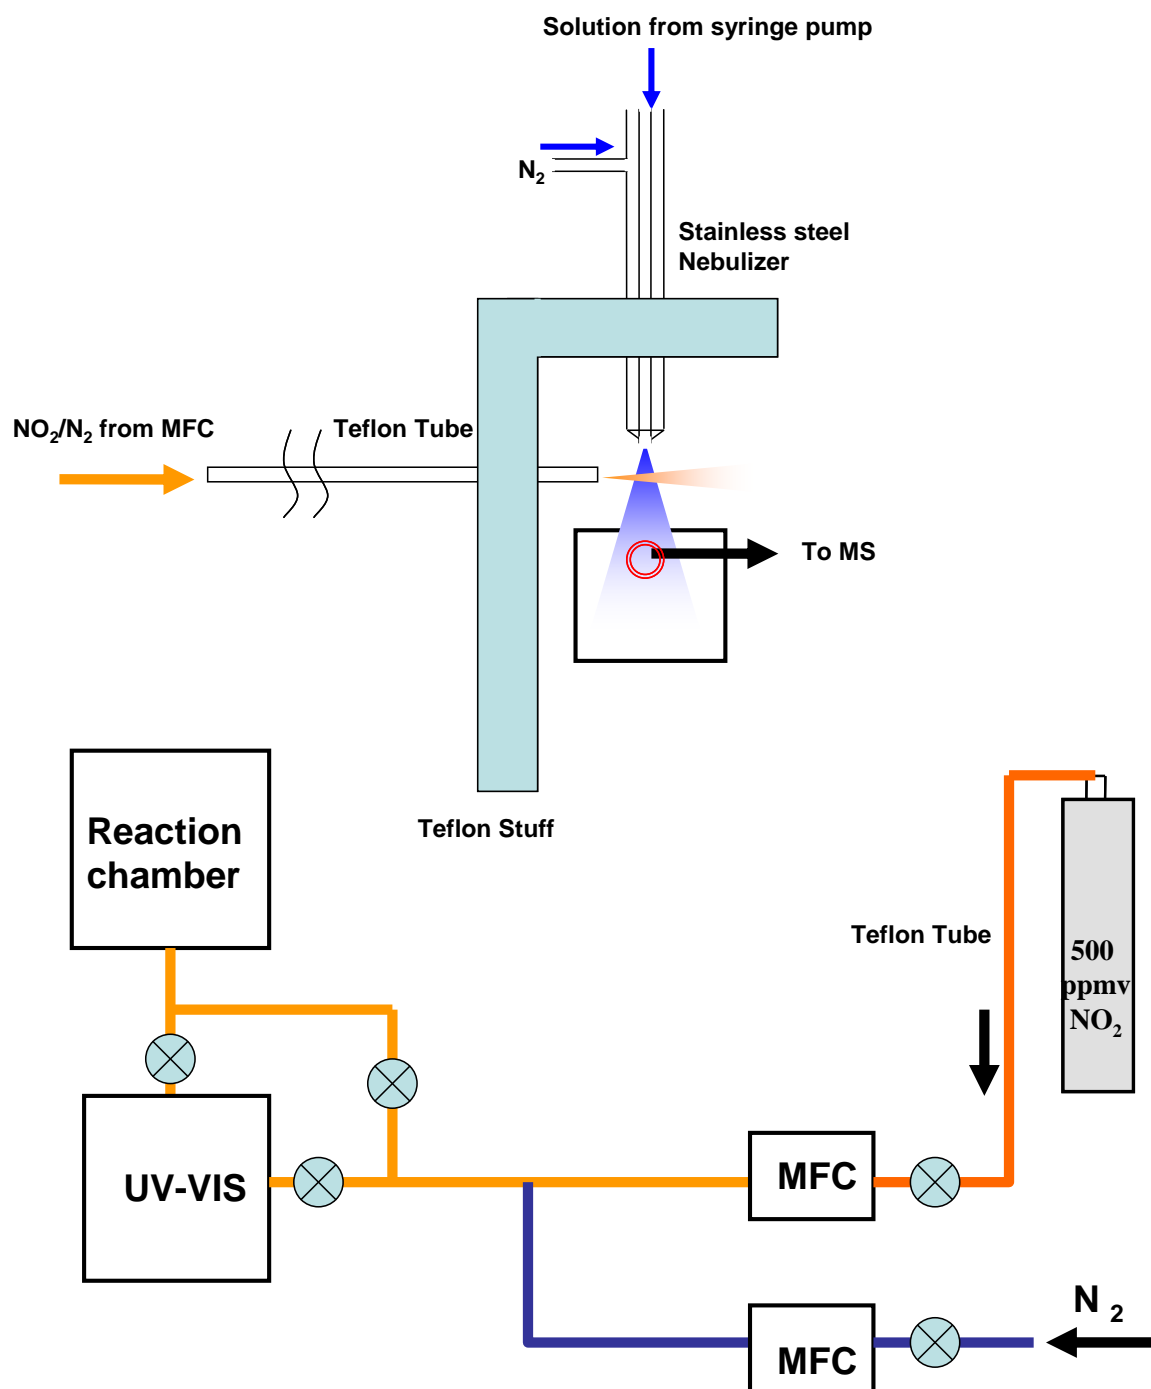 Solution from syringe pump
N₂
Stainless steel
Nebulizer
NO₂/N₂ from MFC
Teflon Tube
To MS
Teflon Stuff
Reaction
chamber
Teflon Tube
500
ppmv
NO₂
UV-VIS
MFC
N ₂
MFC